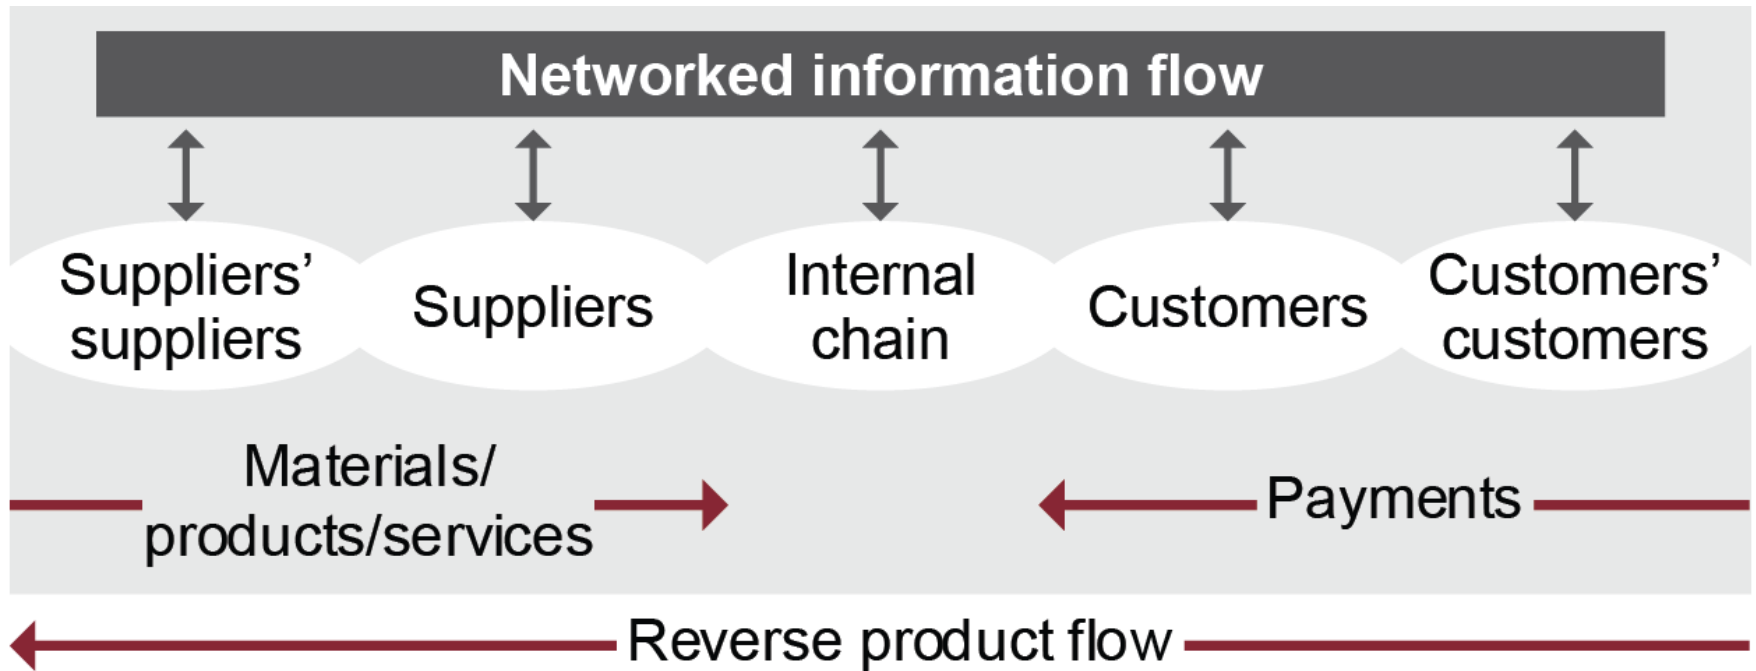 Networked information flow
Suppliers’
suppliers
Suppliers
Internal
chain
Customers
Customers’
customers
Materials/
products/services
Payments
Reverse product flow